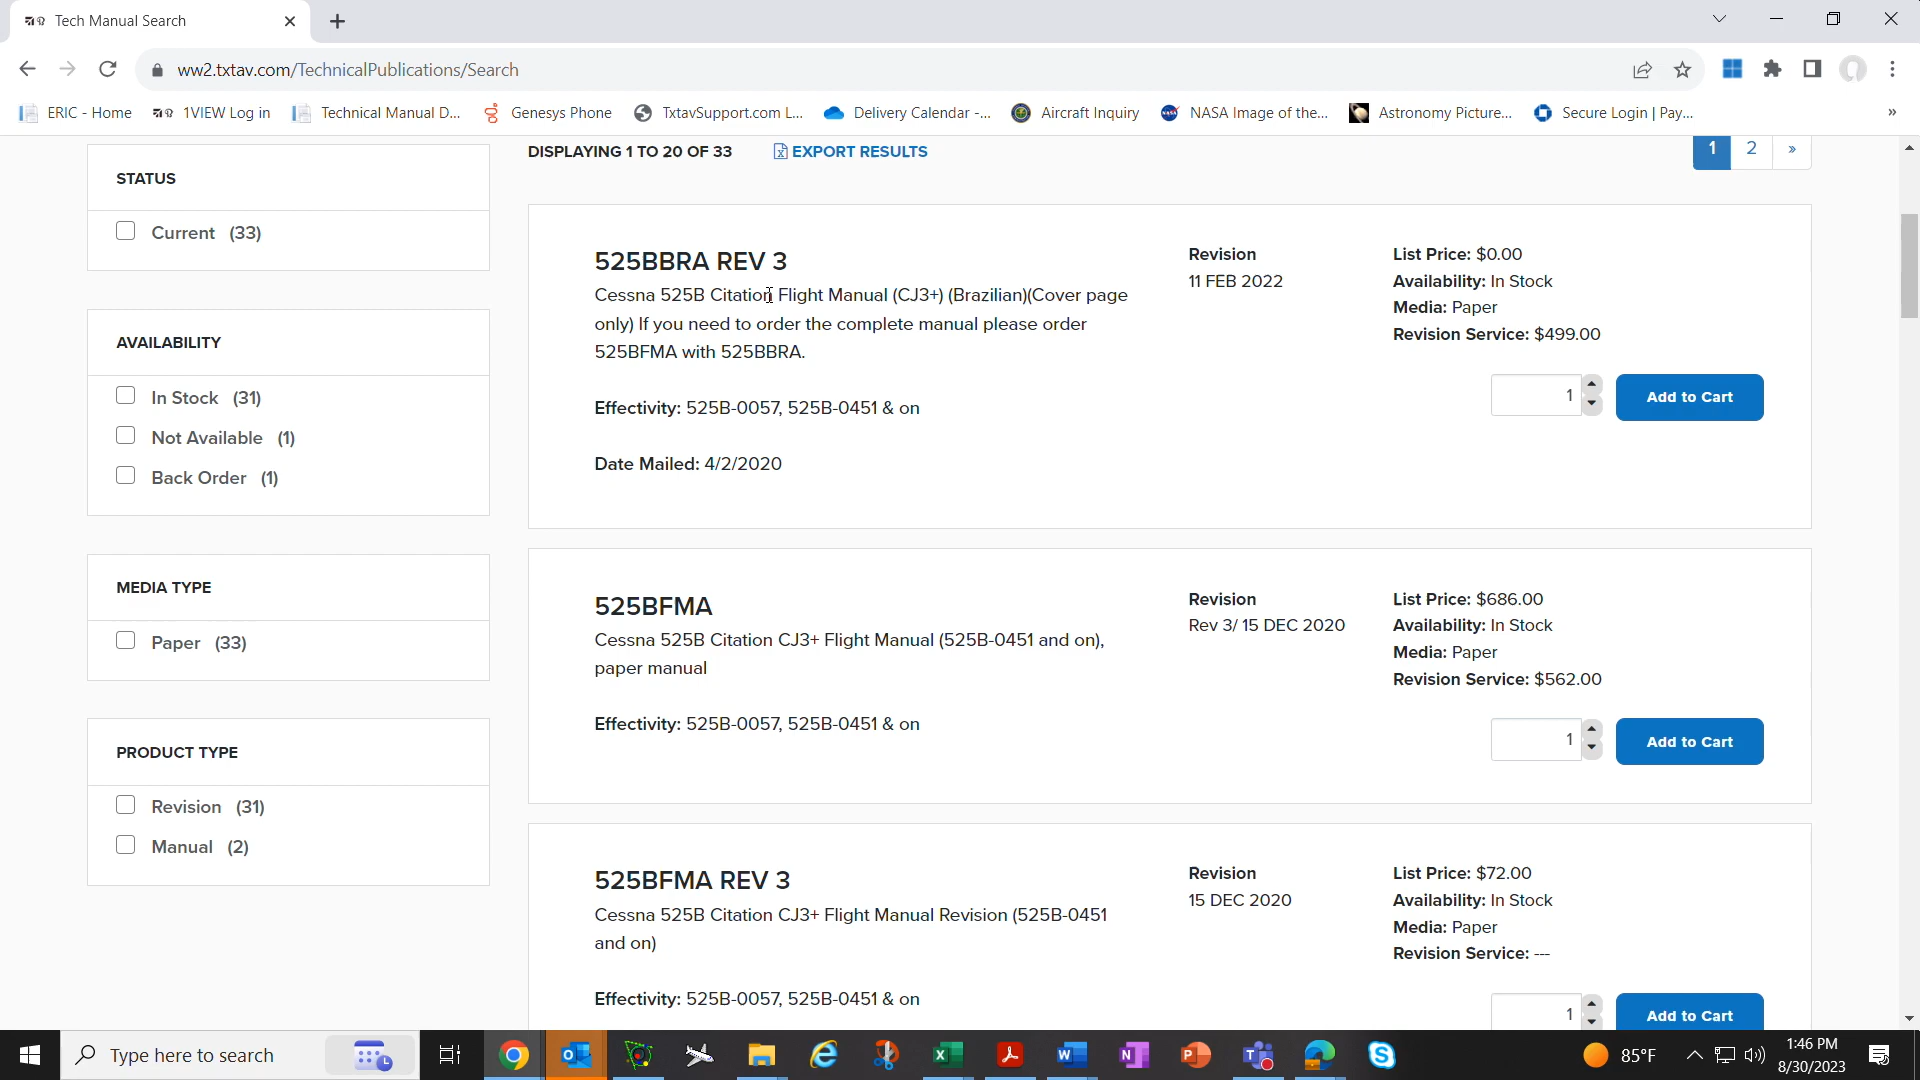 Tech Manual Search
ww2.txtav.com/TechnicalPublications/Search
ERIC - Home
1VIEW Log in
Technical Manual D...
Genesys Phone
TxtavSupport.com L...
Delivery Calendar -...
Aircraft Inquiry
NASA Image of the...
Astronomy Picture...
Secure Login | Pay...
»
DISPLAYING 1 TO 20 OF 33
EXPORT RESULTS
1 2 »
STATUS
Current (33)
AVAILABILITY
In Stock (31)
Not Available (1)
Back Order (1)
MEDIA TYPE
Paper (33)
PRODUCT TYPE
Revision (31)
Manual (2)
525BBRA REV 3
Cessna 525B Citation Flight Manual (CJ3+) (Brazilian)(Cover page
only) If you need to order the complete manual please order
525BFMA with 525BBRA.
Effectivity: 525B-0057, 525B-0451 & on
Date Mailed: 4/2/2020
Revision
11 FEB 2022
List Price: $0.00
Availability: In Stock
Media: Paper
Revision Service: $499.00
1
Add to Cart
525BFMA
Cessna 525B Citation CJ3+ Flight Manual (525B-0451 and on),
paper manual
Effectivity: 525B-0057, 525B-0451 & on
Revision
Rev 3/ 15 DEC 2020
List Price: $686.00
Availability: In Stock
Media: Paper
Revision Service: $562.00
1
Add to Cart
525BFMA REV 3
Cessna 525B Citation CJ3+ Flight Manual Revision (525B-0451
and on)
Effectivity: 525B-0057, 525B-0451 & on
Revision
15 DEC 2020
List Price: $72.00
Availability: In Stock
Media: Paper
Revision Service: ---
1
Add to Cart
Type here to search
85°F
1:46 PM
8/30/2023